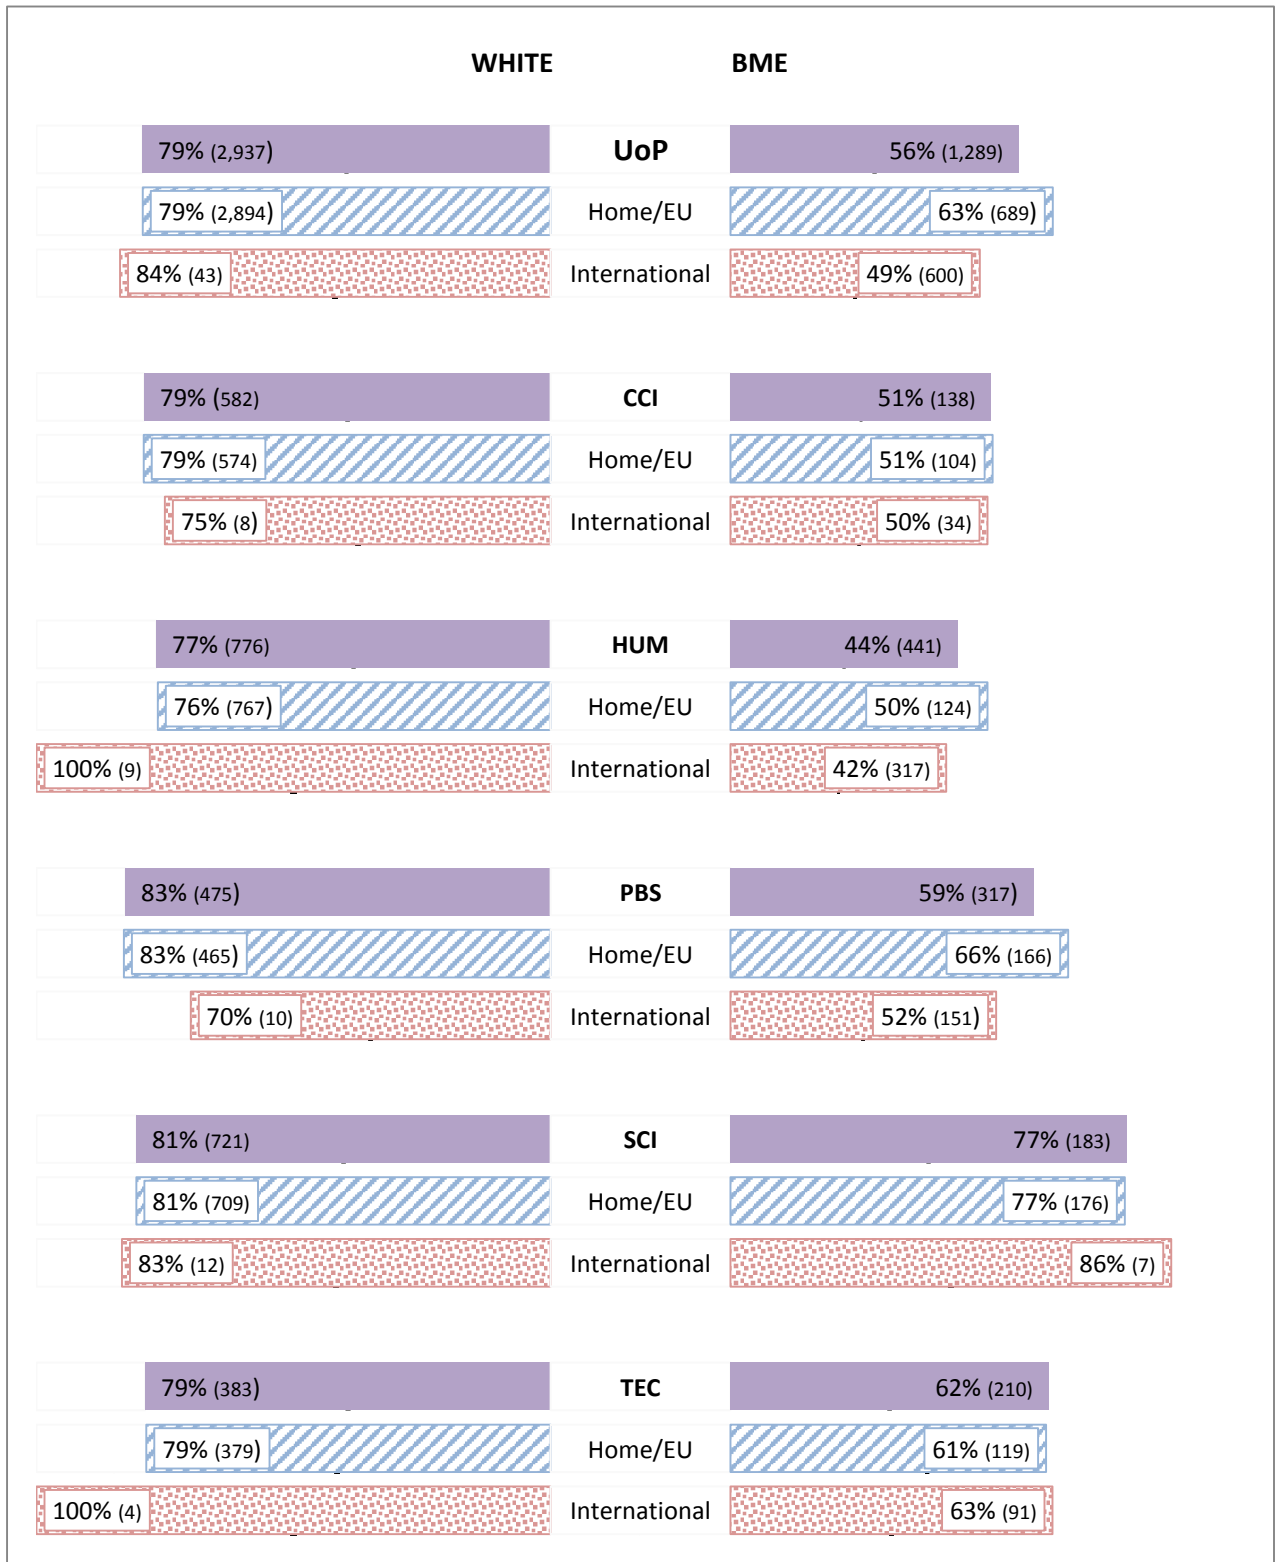 WHITE BME
79% (2,937) UoP 56% (1,289)
79% (2,894) Home/EU 63% (689)
84% (43) International 49% (600)
79% (582) CCI 51% (138)
79% (574) Home/EU 51% (104)
75% (8) International 50% (34)
77% (776) HUM 44% (441)
76% (767) Home/EU 50% (124)
100% (9) International 42% (317)
83% (475) PBS 59% (317)
83% (465) Home/EU 66% (166)
70% (10) International 52% (151)
81% (721) SCI 77% (183)
81% (709) Home/EU 77% (176)
83% (12) International 86% (7)
79% (383) TEC 62% (210)
79% (379) Home/EU 61% (119)
100% (4) International 63% (91)